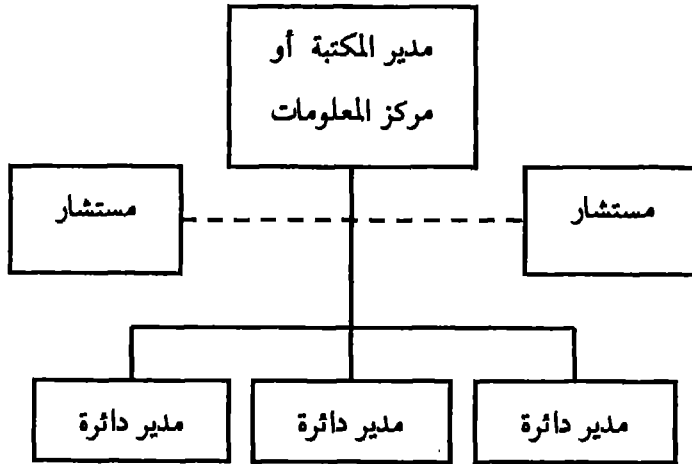 مدير المكتبة أو
مركز المعلومات
مستشار
مستشار
مدير دائرة
مدير دائرة
مدير دائرة